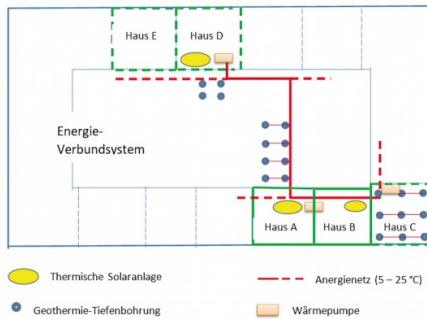 Haus E
Haus D
Energie-
Verbundsystem
Haus A
Haus B
Haus C
Thermische Solaranlage
Anergienetz (5 – 25 °C)
Geothermie-Tiefenbohrung
Wärmepumpe